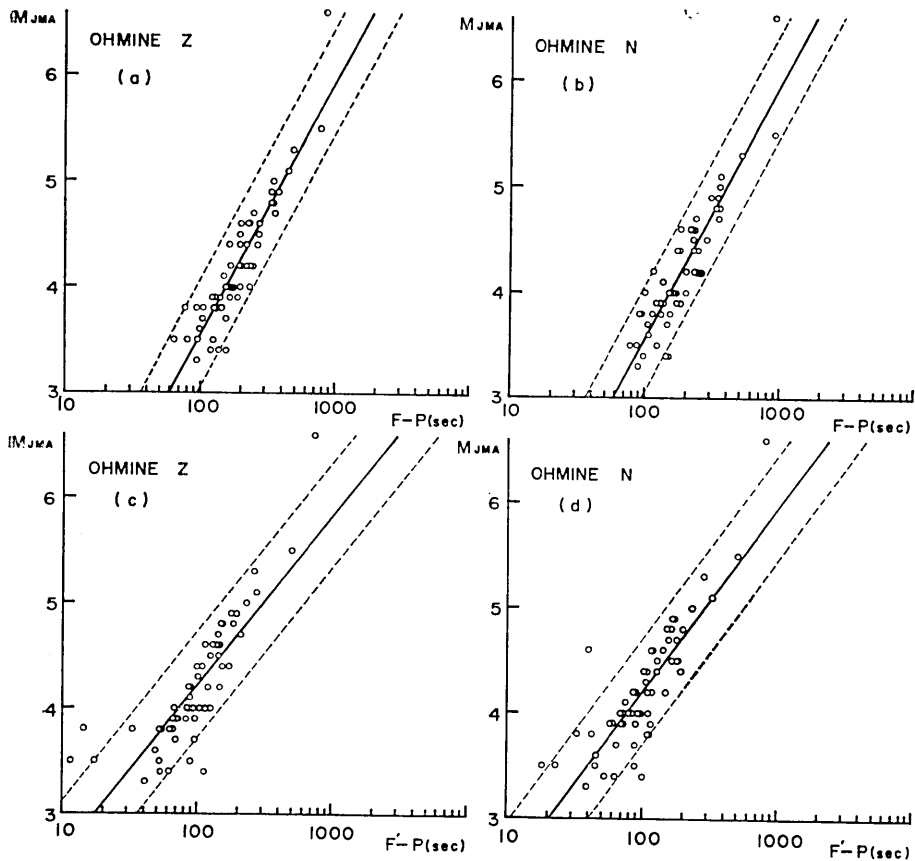 MJMA
OHMINE Z
(a)
6
5
4
3
10 100 1000
F-P(sec)
MJMA
OHMINE N
(b)
6
5
4
3
10 100 1000
F-P(sec)
MJMA
OHMINE Z
(c)
6
5
4
3
10 100 1000
F'-P(sec)
MJMA
OHMINE N
(d)
6
5
4
3
10 100 1000
F'-P(sec)